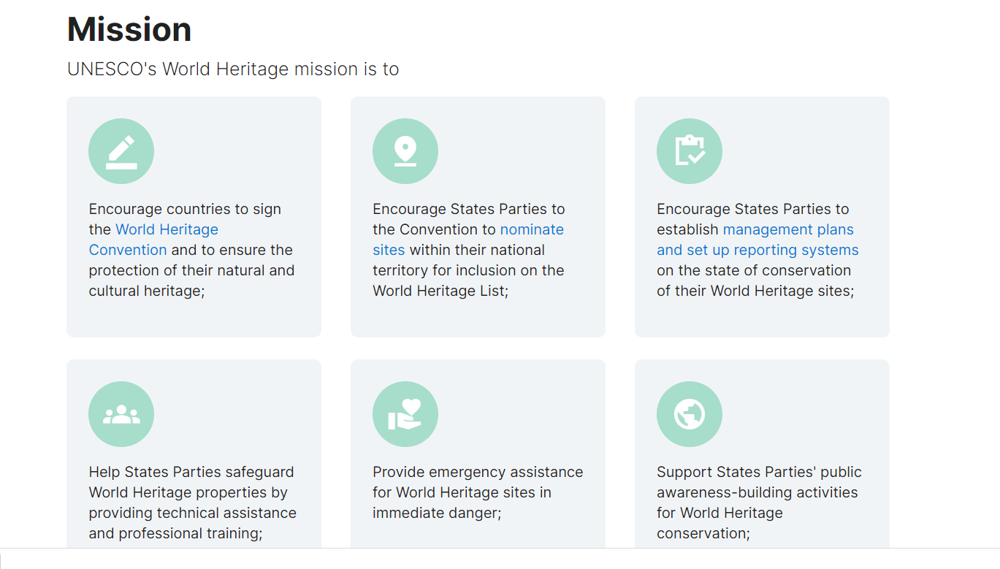 Mission
UNESCO's World Heritage mission is to
Encourage countries to sign
the World Heritage
Convention and to ensure the
protection of their natural and
cultural heritage;
Encourage States Parties to
the Convention to nominate
sites within their national
territory for inclusion on the
World Heritage List;
Encourage States Parties to
establish management plans
and set up reporting systems
on the state of conservation
of their World Heritage sites;
Help States Parties safeguard
World Heritage properties by
providing technical assistance
and professional training;
Provide emergency assistance
for World Heritage sites in
immediate danger;
Support States Parties' public
awareness-building activities
for World Heritage
conservation;